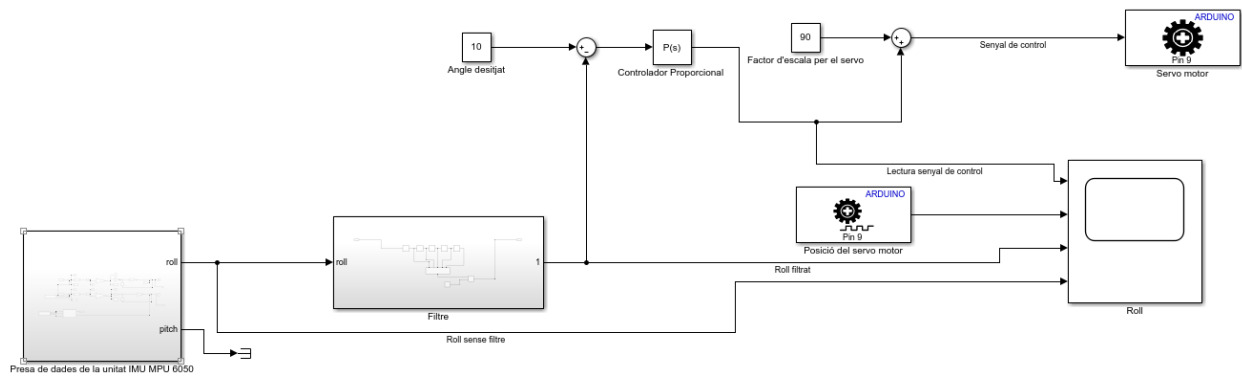 ARDUINO
Pin 9
Servo motor
10
Angle desitjat
P(s)
Controlador Proporcional
90
Factor d'escala per el servo
Senyal de control
Lectura senyal de control
ARDUINO
Pin 9
Posició del servo motor
roll
pitch
Presa de dades de la unitat IMU MPU 6050
roll
1
Filtre
Roll filtrat
Roll sense filtre
Roll